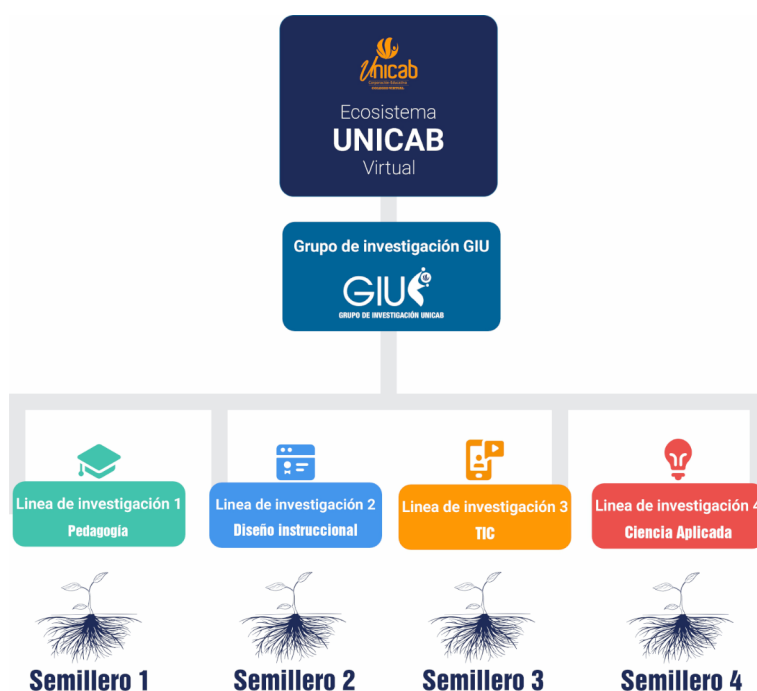 Unicab
Corporación Educativa
Ecosistema
UNICAB
Virtual
Grupo de investigación GIU
GIU
GRUPO DE INVESTIGACIÓN UNICAB
Linea de investigación 1
Pedagogía
Linea de investigación 2
Diseño instruccional
Linea de investigación 3
TIC
Linea de investigación 4
Ciencia Aplicada
Semillero 1
Semillero 2
Semillero 3
Semillero 4